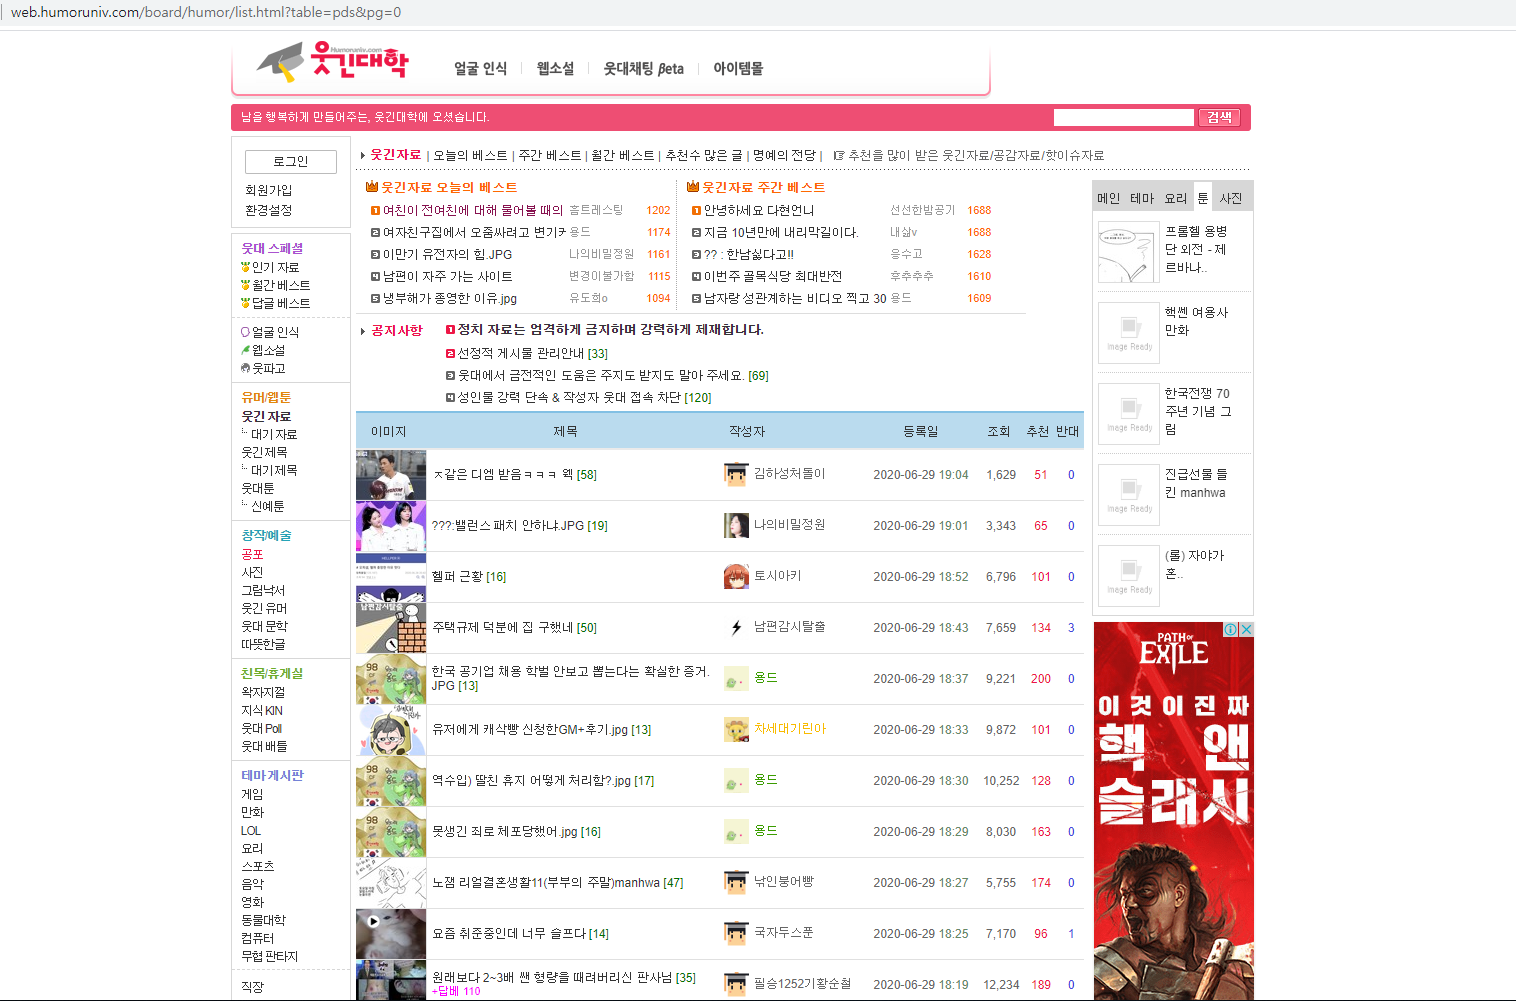 web.humoruniv.com/board/humor/list.html?table=pds&pg=0
Humoruniv.com
웃긴대학
얼굴 인식 | 웹소설 | 웃대채팅 βeta | 아이템몰
남을 행복하게 만들어주는, 웃긴대학에 오셨습니다.
검색
로그인
회원가입
환경설정
웃대 스페셜
인기 자료
월간 베스트
답글 베스트
얼굴 인식
웹소설
웃파고
유머/웹툰
웃긴 자료
대기 자료
웃긴 제목
대기 제목
웃대툰
신예툰
창작/예술
공포
사진
그림낙서
웃긴 유머
웃대 문학
따뜻한글
친목/휴게실
왁자지껄
지식 KIN
웃대 Poll
웃대 배틀
테마게시판
게임
만화
LOL
요리
스포츠
음악
영화
동물대학
컴퓨터
무협 판타지
직장
웃긴자료 | 오늘의 베스트 | 주간 베스트 | 월간 베스트 | 추천수 많은 글 | 명예의 전당 | ☞ 추천을 많이 받은 웃긴자료/공감자료/핫이슈자료
웃긴자료 오늘의 베스트
1 여친이 전여친에 대해 물어볼 때의 홈트레스팅 1202
2 여자친구집에서 오줌싸려고 변기커 용드 1174
3 이만기 유전자의 힘.JPG 나의비밀정원 1161
4 남편이 자주 가는 사이트 변경이불가함 1115
5 냉부해가 종영한 이유.jpg 유도희o 1094
웃긴자료 주간 베스트
1 안녕하세요 다현언니 선선한밤공기 1688
2 지금 10년만에 내리막길이다. 내삶v 1688
3 ?? : 한남싫다고!! 응수고 1628
4 이번주 골목식당 최대반전 후추추추 1610
5 남자랑 성관계하는 비디오 찍고 30 용드 1609
공지사항
1 정치 자료는 엄격하게 금지하며 강력하게 제재합니다.
2 선정적 게시물 관리안내 [33]
3 웃대에서 금전적인 도움은 주지도 받지도 말아 주세요. [69]
4 성인물 강력 단속 & 작성자 웃대 접속 차단 [120]
이미지 제목 작성자 등록일 조회 추천 반대
ㅈ같은 디엠 받음ㅋㅋㅋ 웩 [58] 김하성처돌이 2020-06-29 19:04 1,629 51 0
???:밸런스 패치 안하냐.JPG [19] 나의비밀정원 2020-06-29 19:01 3,343 65 0
헬퍼 근황 [16] 토시아키 2020-06-29 18:52 6,796 101 0
남편감시탈출
주택규제 덕분에 집 구했네 [50] 남편감시탈출 2020-06-29 18:43 7,659 134 3
98
한국 공기업 채용 학벌 안보고 뽑는다는 확실한 증거.
JPG [13] 용드 2020-06-29 18:37 9,221 200 0
유저에게 캐삭빵 신청한GM+후기.jpg [13] 차세대기린아 2020-06-29 18:33 9,872 101 0
98
역수입) 딸친 휴지 어떻게 처리함?.jpg [17] 용드 2020-06-29 18:30 10,252 128 0
98
못생긴 죄로 체포당했어.jpg [16] 용드 2020-06-29 18:29 8,030 163 0
노잼 리얼결혼생활11(부부의 주말)manhwa [47] 낚인붕어빵 2020-06-29 18:27 5,755 174 0
요즘 취준중인데 너무 슬프다 [14] 국자두스푼 2020-06-29 18:25 7,170 96 1
원래보다 2~3배 쌘 형량을 때려버리신 판사님 [35]
+답베 110 필승1252기황순철 2020-06-29 18:19 12,234 189 0
메인 테마 요리 툰 사진
프롬헬 용병
단 외전 - 제
르바나..
Image Ready
핵쎈 여용사
만화
Image Ready
한국전쟁 70
주년 기념 그
림
Image Ready
진급선물 들
킨 manhwa
Image Ready
(롤) 자야가
혼..
PATH OF
EXILE
이것이진짜
핵 앤
슬래시